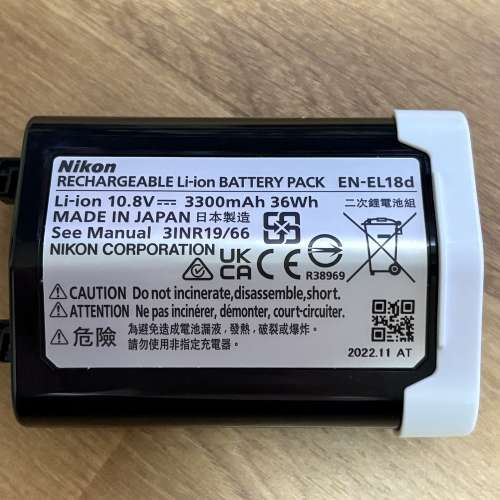 Nikon
RECHARGEABLE Li-ion BATTERY PACK EN-EL18d
Li-ion 10.8V⎓ 3300mAh 36Wh 二次鋰電池組
MADE IN JAPAN 日本製造
See Manual 3INR19/66
NIKON CORPORATION
UK CA CE R38969
CAUTION Do not incinerate,disassemble,short.
ATTENTION Ne pas incinérer, démonter, court-circuiter.
危險 為避免造成電池漏液，發熱，破裂或爆炸。
請勿使用非指定充電器。
2022.11 AT